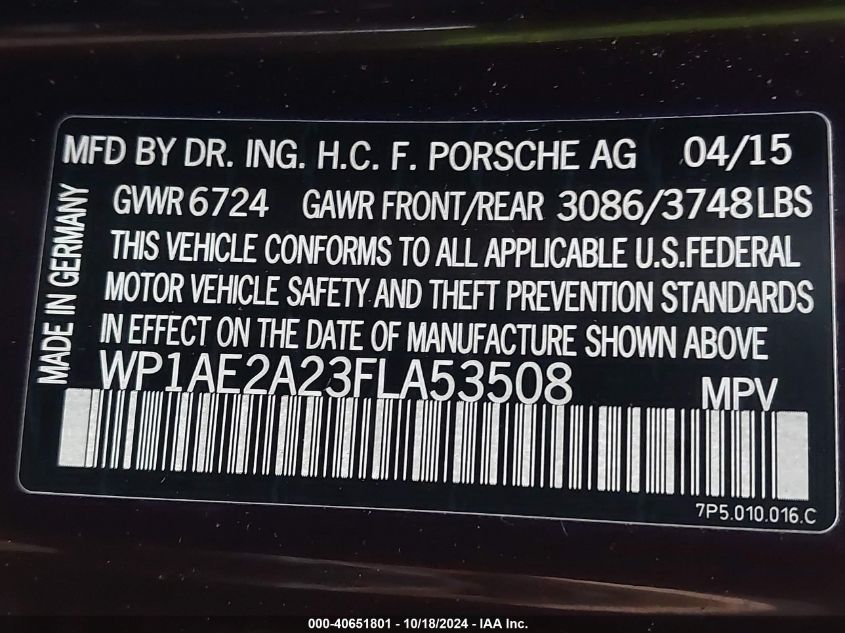 MFD BY DR. ING. H.C. F. PORSCHE AG 04/15
GVWR 6724 GAWR FRONT/REAR 3086/3748 LBS
THIS VEHICLE CONFORMS TO ALL APPLICABLE U.S.FEDERAL
MOTOR VEHICLE SAFETY AND THEFT PREVENTION STANDARDS
IN EFFECT ON THE DATE OF MANUFACTURE SHOWN ABOVE
MADE IN GERMANY
WP1AE2A23FLA53508 MPV
7P5.010.016.C
000-40651801 - 10/18/2024 - IAA Inc.